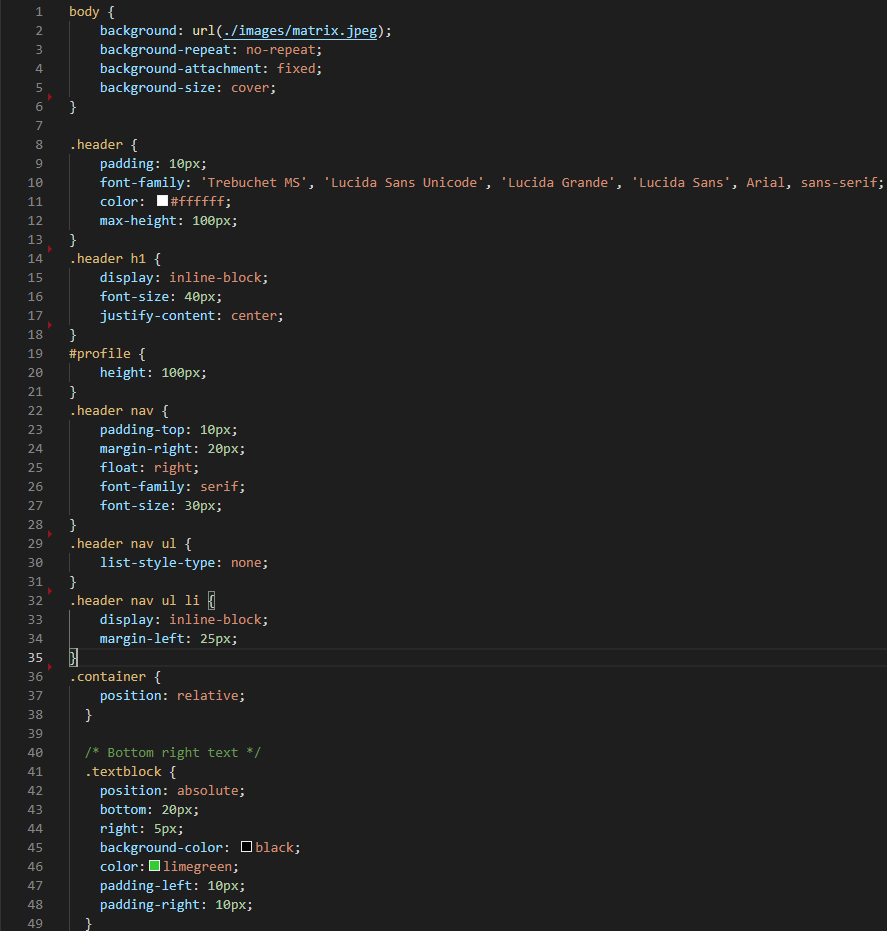 1 body {
2     background: url(./images/matrix.jpeg);
3     background-repeat: no-repeat;
4     background-attachment: fixed;
5     background-size: cover;
6 }
7
8 .header {
9     padding: 10px;
10     font-family: 'Trebuchet MS', 'Lucida Sans Unicode', 'Lucida Grande', 'Lucida Sans', Arial, sans-serif;
11     color: #ffffff;
12     max-height: 100px;
13 }
14 .header h1 {
15     display: inline-block;
16     font-size: 40px;
17     justify-content: center;
18 }
19 #profile {
20     height: 100px;
21 }
22 .header nav {
23     padding-top: 10px;
24     margin-right: 20px;
25     float: right;
26     font-family: serif;
27     font-size: 30px;
28 }
29 .header nav ul {
30     list-style-type: none;
31 }
32 .header nav ul li {
33     display: inline-block;
34     margin-left: 25px;
35 }
36 .container {
37     position: relative;
38   }
39
40   /* Bottom right text */
41   .textblock {
42     position: absolute;
43     bottom: 20px;
44     right: 5px;
45     background-color: black;
46     color: limegreen;
47     padding-left: 10px;
48     padding-right: 10px;
49   }